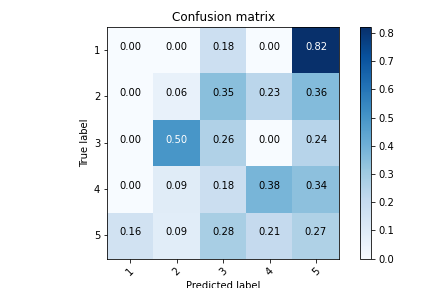 Confusion matrix
1 0.00 0.00 0.18 0.00 0.82
2 0.00 0.06 0.35 0.23 0.36
3 0.00 0.50 0.26 0.00 0.24
4 0.00 0.09 0.18 0.38 0.34
5 0.16 0.09 0.28 0.21 0.27
1 2 3 4 5
True label
Predicted label
0.8
0.7
0.6
0.5
0.4
0.3
0.2
0.1
0.0